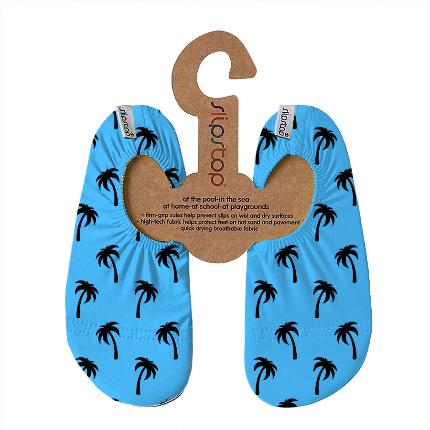 slipstop
slipstop
slipstop
at the pool-in the sea
at home-at school-at playgrounds
• firm-grip soles help prevent slips on wet and dry surfaces
• high-tech fabric helps protect feet on hot sand and pavement
• quick drying breathable fabric